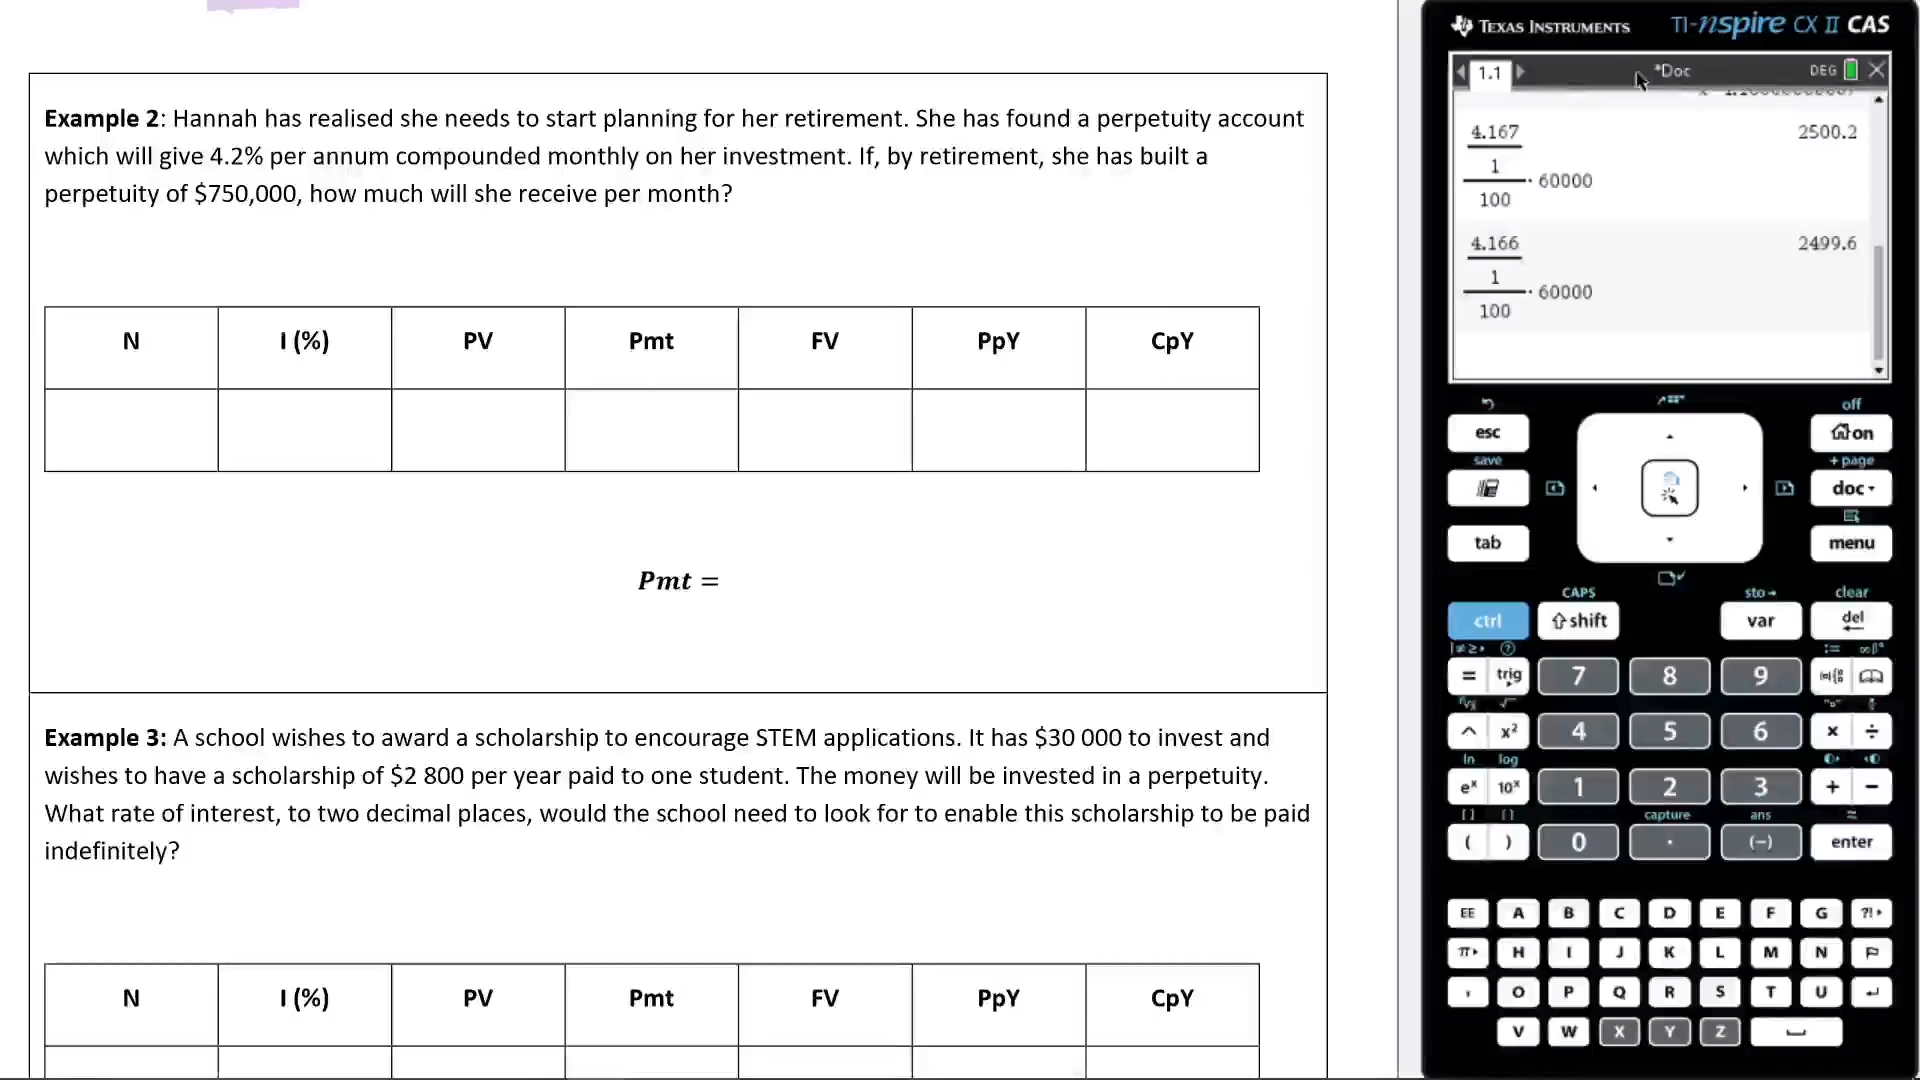 Example 2: Hannah has realised she needs to start planning for her retirement. She has found a perpetuity account
which will give 4.2% per annum compounded monthly on her investment. If, by retirement, she has built a
perpetuity of $750,000, how much will she receive per month?
N I (%) PV Pmt FV PpY CpY
Pmt =
Example 3: A school wishes to award a scholarship to encourage STEM applications. It has $30 000 to invest and
wishes to have a scholarship of $2 800 per year paid to one student. The money will be invested in a perpetuity.
What rate of interest, to two decimal places, would the school need to look for to enable this scholarship to be paid
indefinitely?
N I (%) PV Pmt FV PpY CpY
TEXAS INSTRUMENTS TI-nspire CX II CAS
1.1 *Doc DEG
4.167 2500.2
1
· 60000
100
4.166 2499.6
1
· 60000
100
off
esc on
save + page
doc
tab menu
CAPS sto→ clear
ctrl shift var del
= trig 7 8 9
^ x² 4 5 6 × ÷
ln log
eˣ 10ˣ 1 2 3 + −
[ ] { } capture ans ≈
( ) 0 . (−) enter
EE A B C D E F G ?!
π H I J K L M N
, O P Q R S T U
V W X Y Z